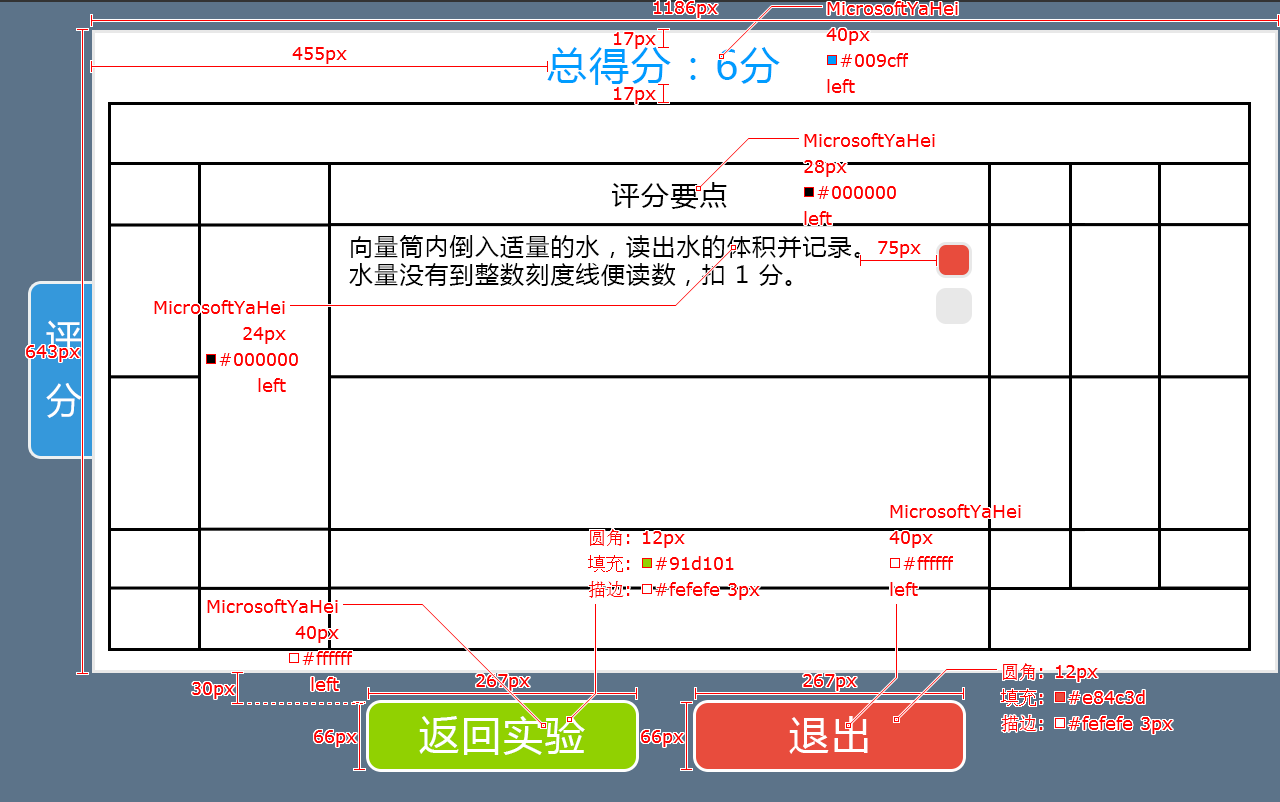 1186px
MicrosoftYaHei
40px
#009cff
left
17px
455px
总得分：6分
17px
MicrosoftYaHei
28px
#000000
left
评分要点
向量筒内倒入适量的水，读出水的体积并记录。
水量没有到整数刻度线便读数，扣 1 分。
75px
MicrosoftYaHei
24px
#000000
left
评
分
643px
MicrosoftYaHei
40px
#ffffff
left
圆角: 12px
填充: #91d101
描边: #fefefe 3px
MicrosoftYaHei
40px
#ffffff
left
30px
267px
267px
圆角: 12px
填充: #e84c3d
描边: #fefefe 3px
66px
返回实验
66px
退出